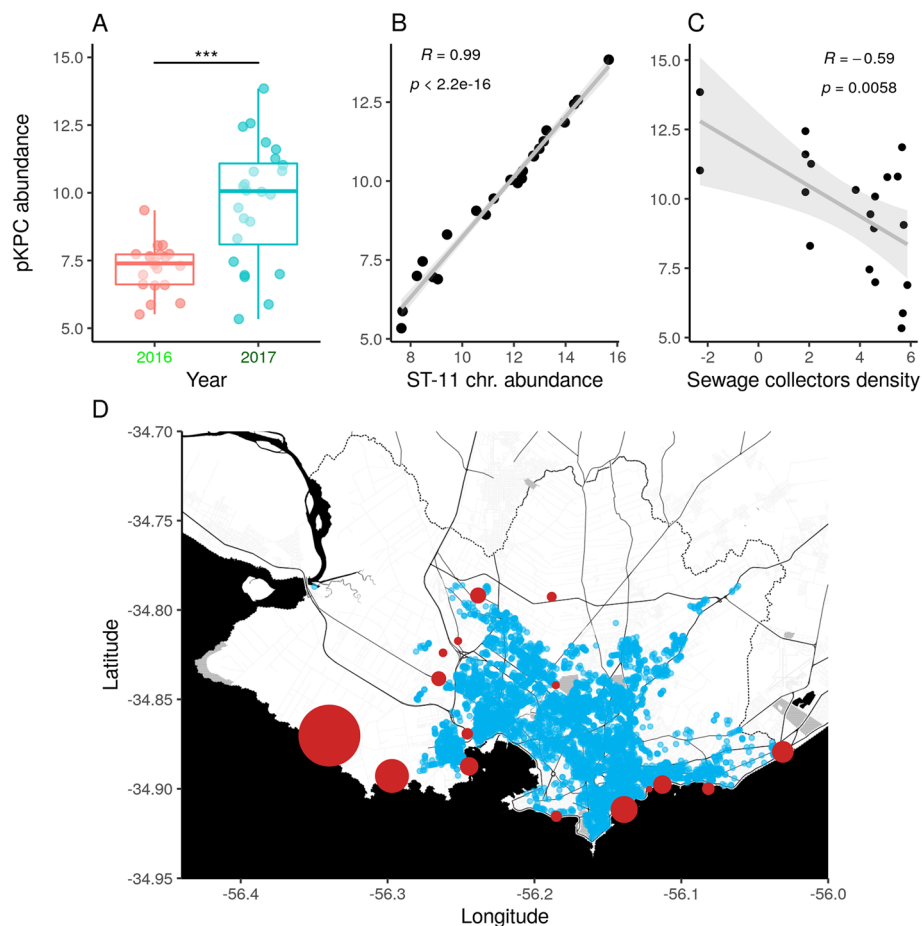 A
B
C
***
R = 0.99
p < 2.2e-16
R = −0.59
p = 0.0058
pKPC abundance
15.0
12.5
10.0
7.5
5.0
2016
2017
Year
12.5
10.0
7.5
5.0
8
10
12
14
16
ST-11 chr. abundance
15.0
12.5
10.0
7.5
5.0
-2
0
2
4
6
Sewage collectors density
D
Latitude
-34.70
-34.75
-34.80
-34.85
-34.90
-34.95
-56.4
-56.3
-56.2
-56.1
-56.0
Longitude